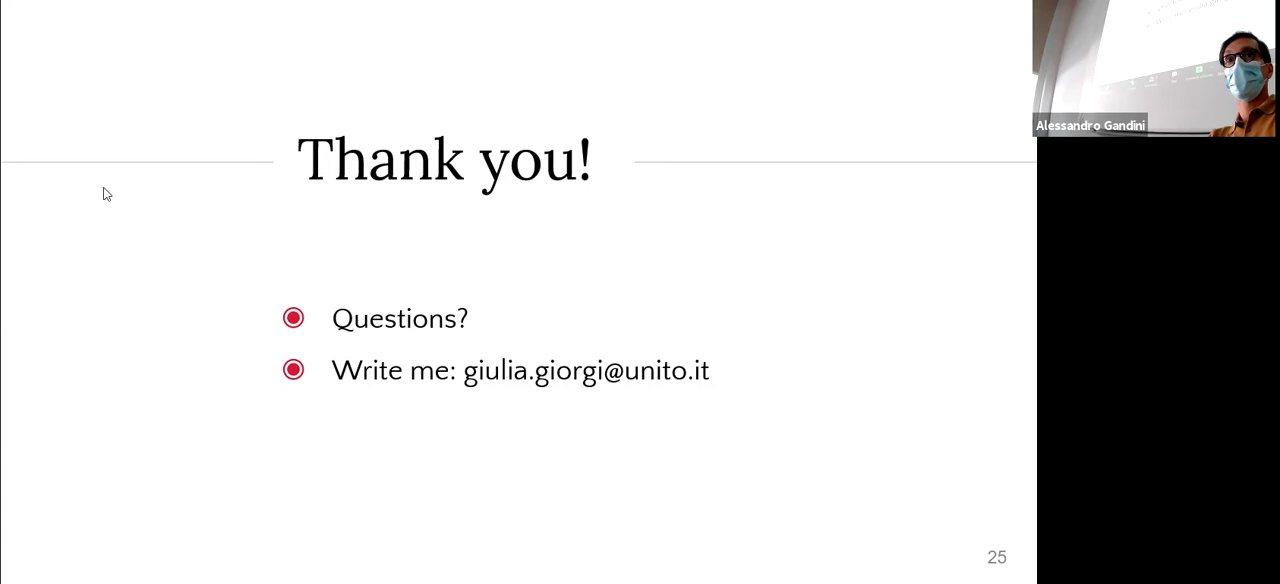 Thank you!
Questions?
Write me: giulia.giorgi@unito.it
25
Alessandro Gandini